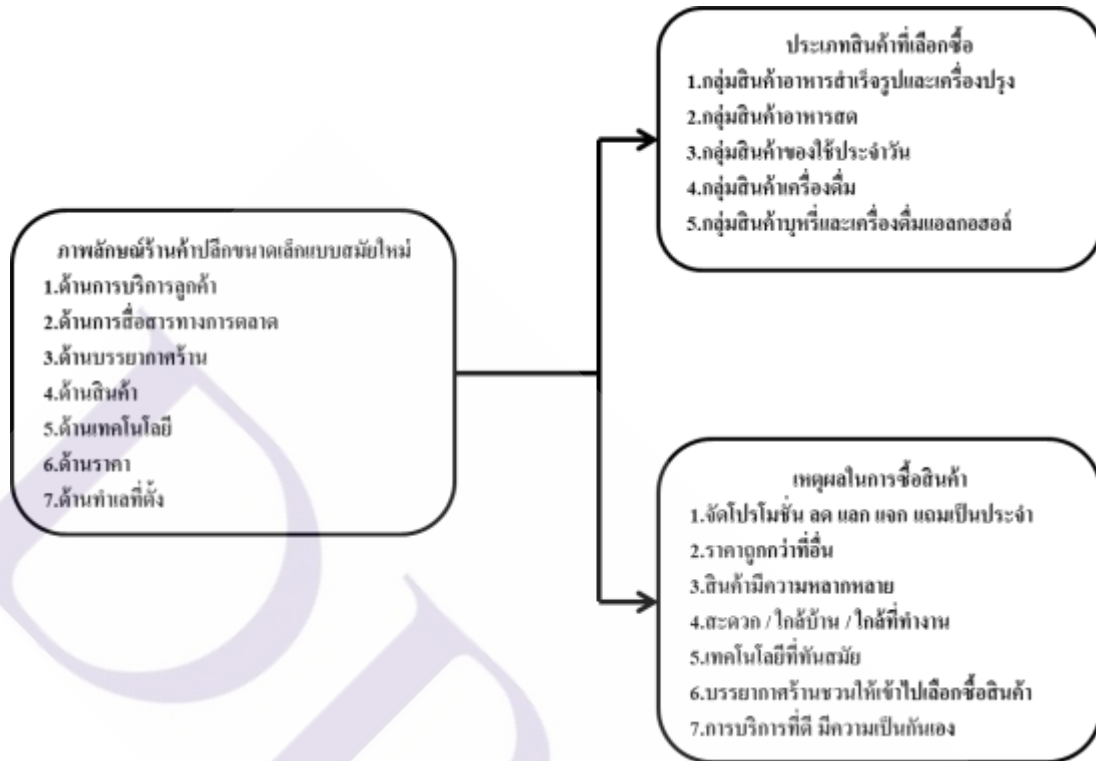 ภาพลักษณ์ร้านค้าปลีกขนาดเล็กแบบสมัยใหม่
1.ด้านการบริการลูกค้า
2.ด้านการสื่อสารทางการตลาด
3.ด้านบรรยากาศร้าน
4.ด้านสินค้า
5.ด้านเทคโนโลยี
6.ด้านราคา
7.ด้านทำเลที่ตั้ง
ประเภทสินค้าที่เลือกซื้อ
1.กลุ่มสินค้าอาหารสำเร็จรูปและเครื่องปรุง
2.กลุ่มสินค้าอาหารสด
3.กลุ่มสินค้าของใช้ประจำวัน
4.กลุ่มสินค้าเครื่องดื่ม
5.กลุ่มสินค้าบุหรี่และเครื่องดื่มแอลกอฮอล์
เหตุผลในการซื้อสินค้า
1.จัดโปรโมชั่น ลด แลก แจก แถมเป็นประจำ
2.ราคาถูกกว่าที่อื่น
3.สินค้ามีความหลากหลาย
4.สะดวก / ใกล้บ้าน / ใกล้ที่ทำงาน
5.เทคโนโลยีที่ทันสมัย
6.บรรยากาศร้านชวนให้เข้าไปเลือกซื้อสินค้า
7.การบริการที่ดี มีความเป็นกันเอง